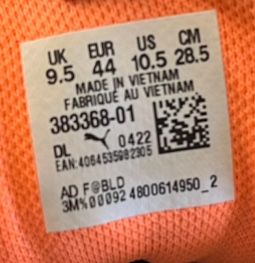 UK EUR US CM
9.5 44 10.5 28.5
MADE IN VIETNAM
FABRIQUÉ AU VIETNAM
383368-01
DL 0422
EAN:4064535982305
AD F@BLD
3M%00092 4800614950_2